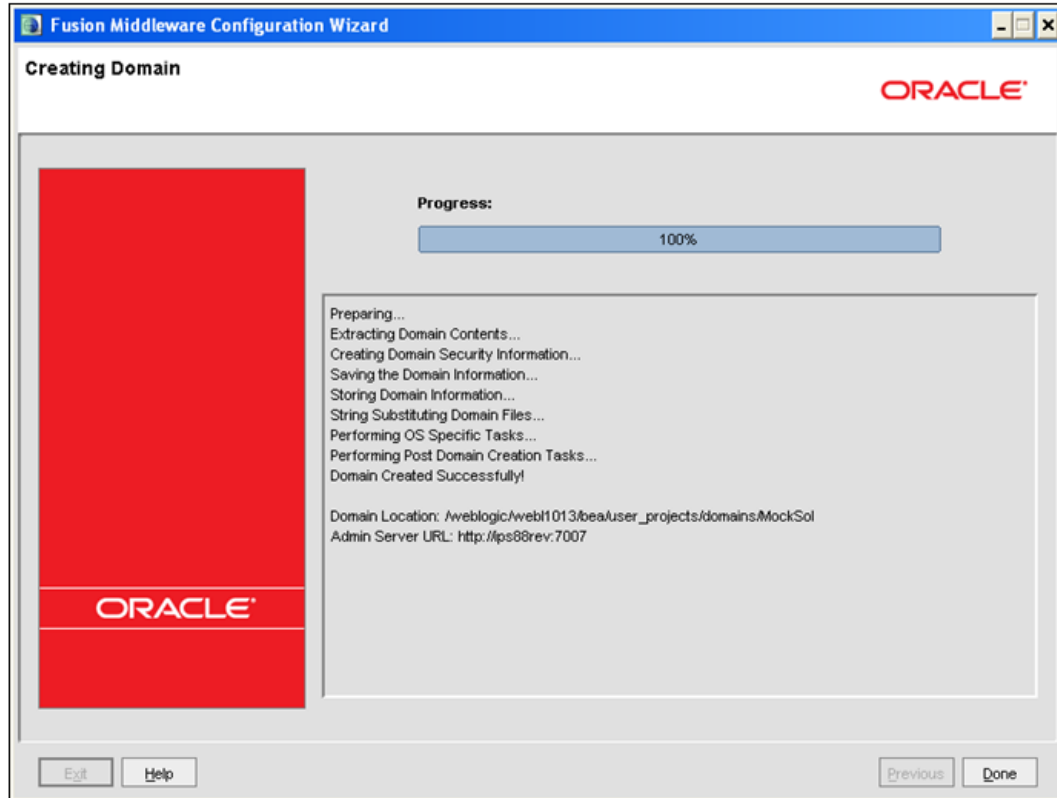 Fusion Middleware Configuration Wizard
Creating Domain
ORACLE
Progress:
100%
Preparing...
Extracting Domain Contents...
Creating Domain Security Information...
Saving the Domain Information...
Storing Domain Information...
String Substituting Domain Files...
Performing OS Specific Tasks...
Performing Post Domain Creation Tasks...
Domain Created Successfully!
Domain Location: /weblogic/webl1013/bea/user_projects/domains/MockSol
Admin Server URL: http://ips88rev:7007
ORACLE
Exit
Help
Previous
Done